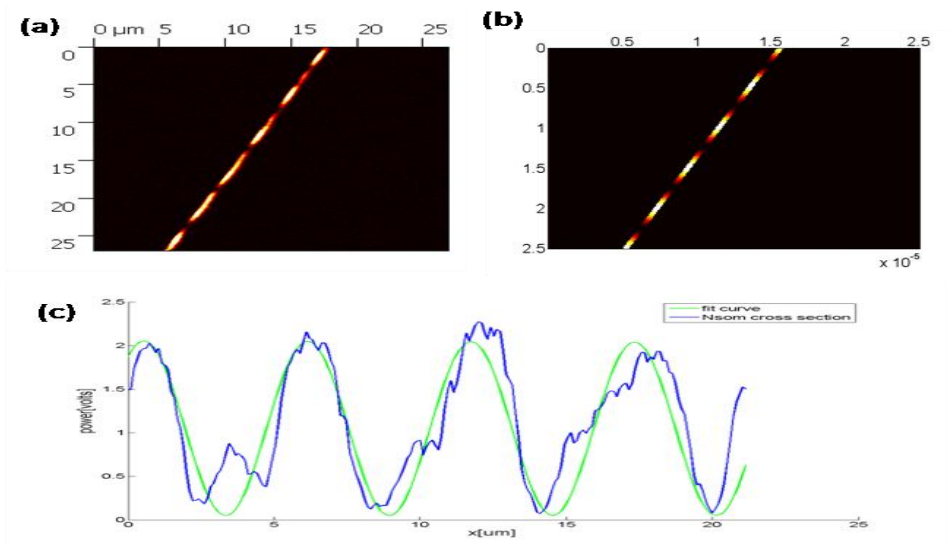 (a)
0 µm 5 10 15 20 25
0
5
10
15
20
25
(b)
0.5 1 1.5 2 2.5
0
0.5
1
1.5
2
2.5
x 10⁻⁵
(c)
2.5
2
1.5
1
0.5
0
power[volts]
fit curve
Nsom cross section
0 5 10 15 20 25
x[um]